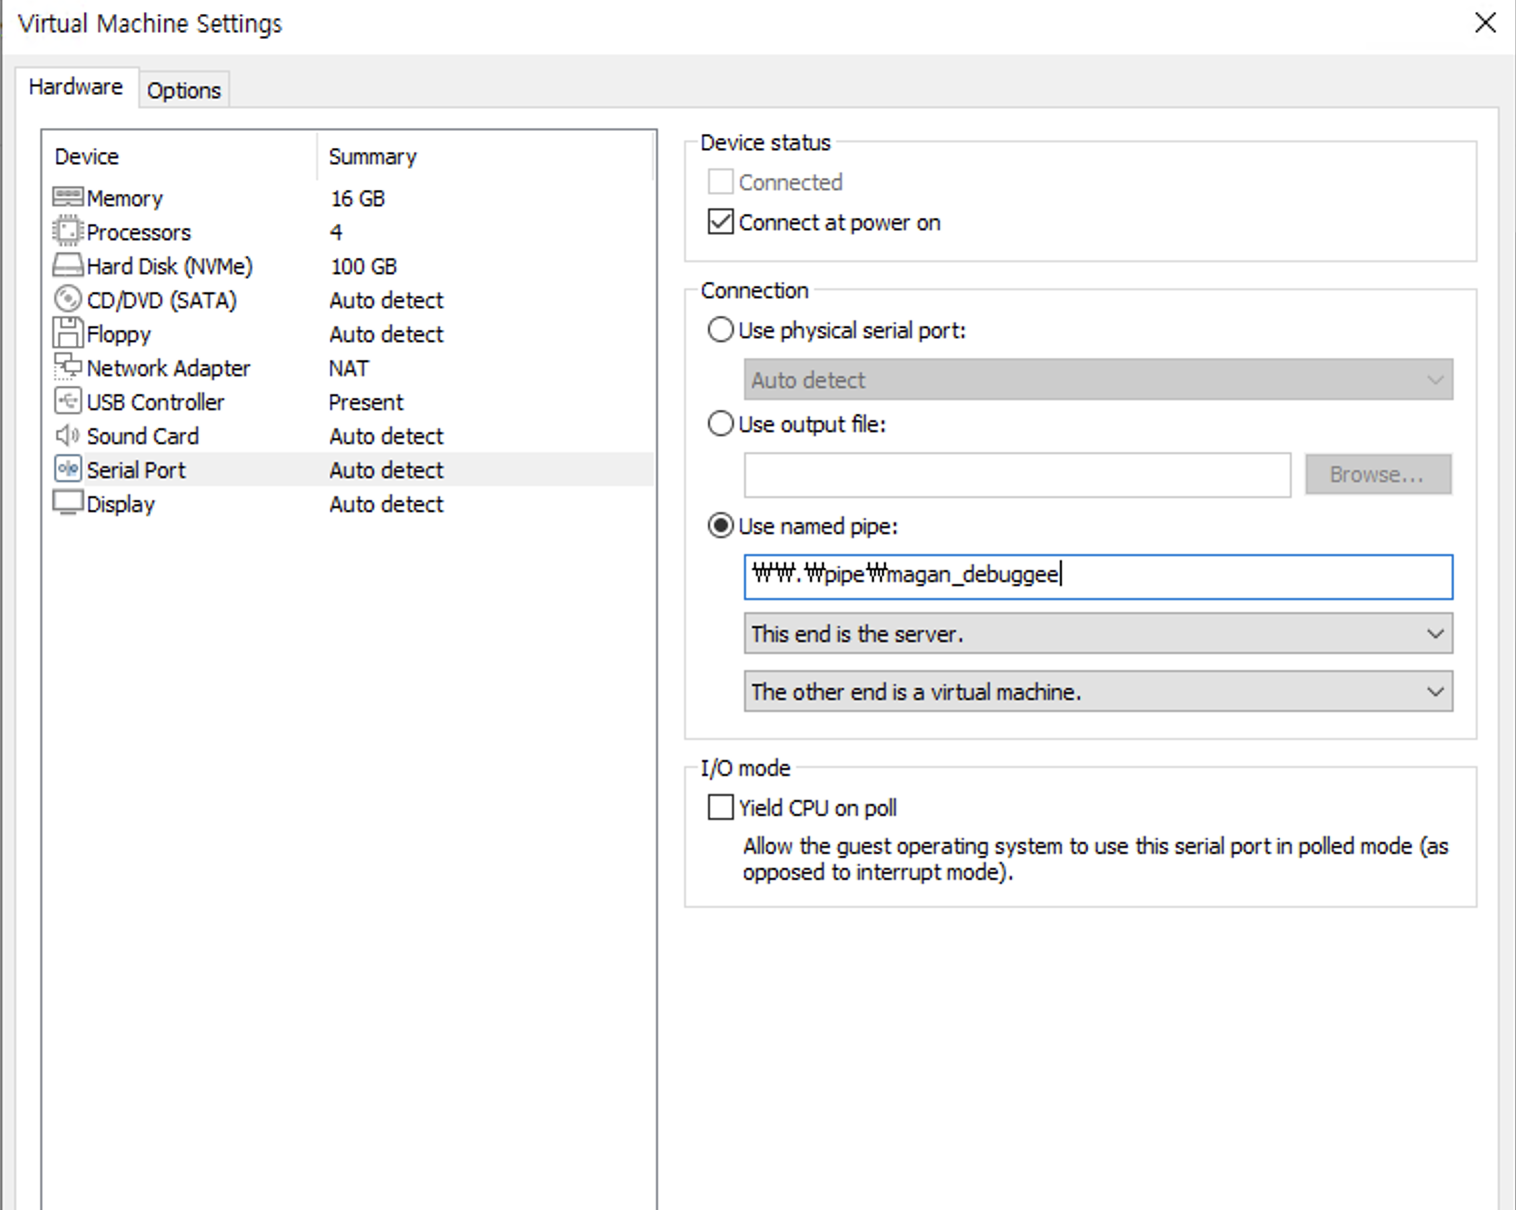 Virtual Machine Settings
Hardware
Options
Device Summary
Memory 16 GB
Processors 4
Hard Disk (NVMe) 100 GB
CD/DVD (SATA) Auto detect
Floppy Auto detect
Network Adapter NAT
USB Controller Present
Sound Card Auto detect
Serial Port Auto detect
Display Auto detect
Device status
Connected
Connect at power on
Connection
Use physical serial port:
Auto detect
Use output file:
Browse...
Use named pipe:
₩₩.₩pipe₩magan_debuggee
This end is the server.
The other end is a virtual machine.
I/O mode
Yield CPU on poll
Allow the guest operating system to use this serial port in polled mode (as
opposed to interrupt mode).